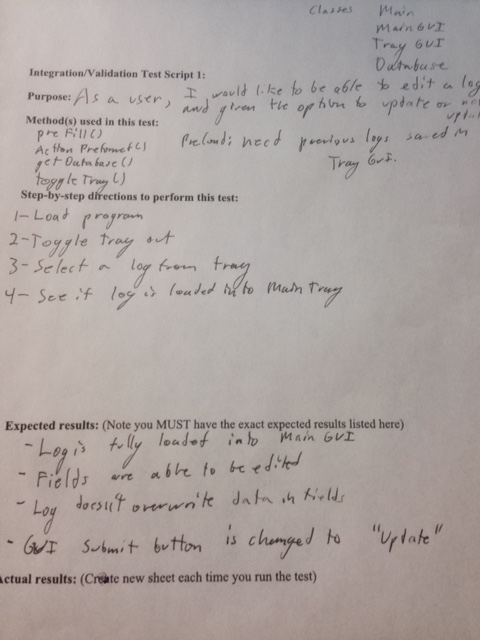 Classes Main
Main GUI
Tray GUI
Database
Integration/Validation Test Script 1:
Purpose: As a user, I would like to be able to edit a log
and given the option to update or not
Method(s) used in this test:
preFill()
Preload: need previous logs saved in
Action Preformed()
Tray GUI.
getDatabase()
toggleTray()
Step-by-step directions to perform this test:
1- Load program
2- Toggle tray out
3- Select a log from tray
4- See if log is loaded into Main Tray
Expected results: (Note you MUST have the exact expected results listed here)
- Log is fully loaded into Main GUI
- Fields are able to be edited
- Log doesn't overwrite data in fields
- GUI submit button is changed to "Update"
Actual results: (Create new sheet each time you run the test)